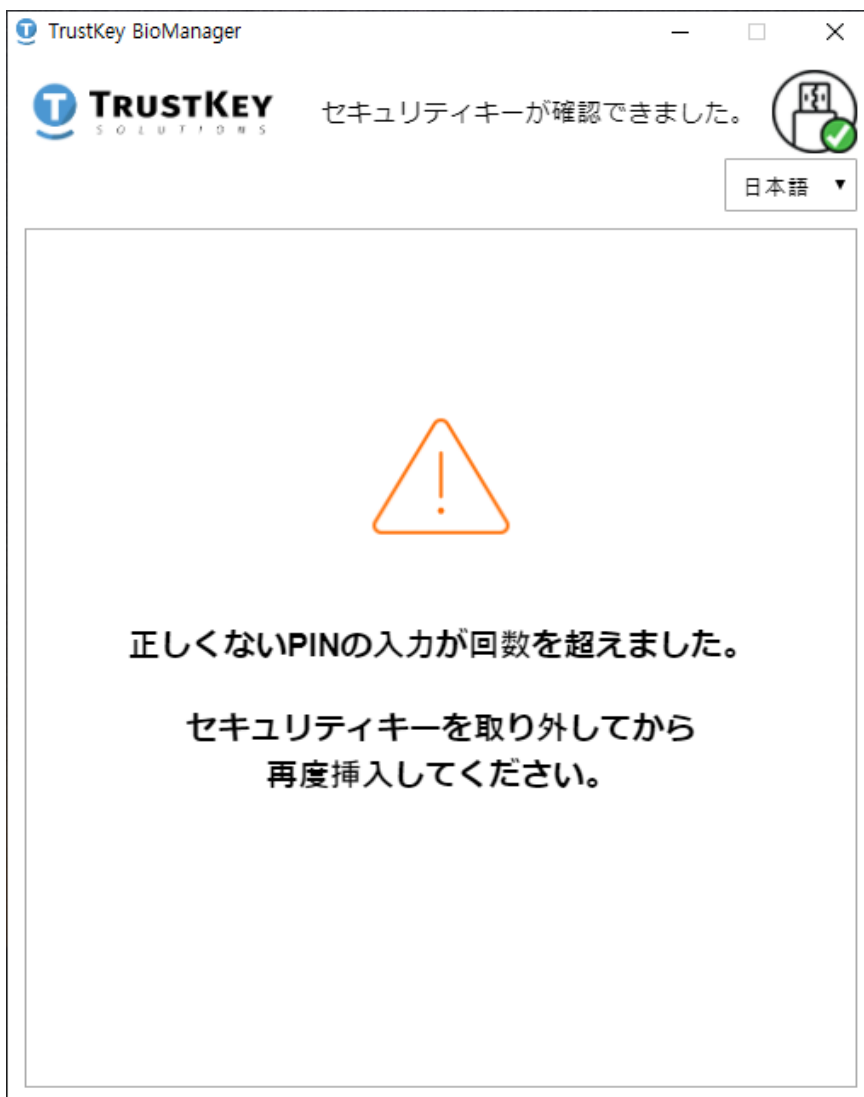 TrustKey BioManager
TRUSTKEY
SOLUTIONS
セキュリティキーが確認できました。
日本語
正しくないPINの入力が回数を超えました。
セキュリティキーを取り外してから
再度挿入してください。